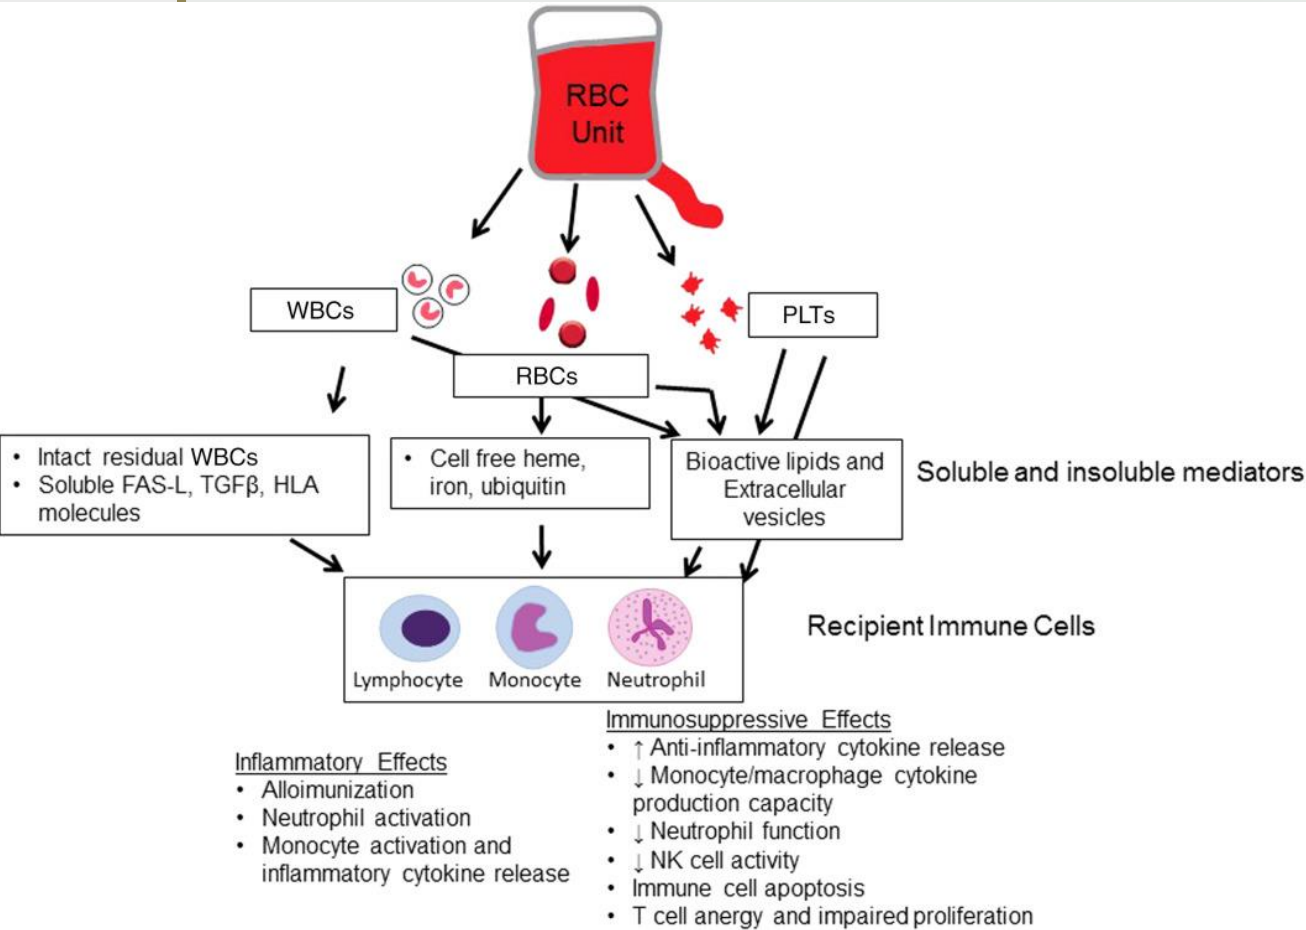 RBC
Unit
WBCs
PLTs
RBCs
• Intact residual WBCs
• Soluble FAS-L, TGFβ, HLA
molecules
• Cell free heme,
iron, ubiquitin
Bioactive lipids and
Extracellular
vesicles
Soluble and insoluble mediators
Lymphocyte
Monocyte
Neutrophil
Recipient Immune Cells
Inflammatory Effects
• Alloimunization
• Neutrophil activation
• Monocyte activation and
inflammatory cytokine release
Immunosuppressive Effects
• ↑ Anti-inflammatory cytokine release
• ↓ Monocyte/macrophage cytokine
production capacity
• ↓ Neutrophil function
• ↓ NK cell activity
• Immune cell apoptosis
• T cell anergy and impaired proliferation